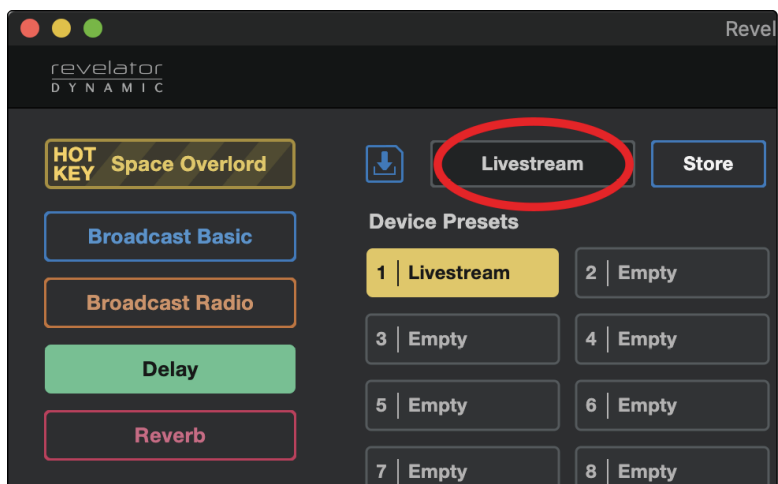 Revel
revelator
DYNAMIC
HOT KEY Space Overlord
Livestream
Store
Broadcast Basic
Broadcast Radio
Delay
Reverb
Device Presets
1 | Livestream
2 | Empty
3 | Empty
4 | Empty
5 | Empty
6 | Empty
7 | Empty
8 | Empty